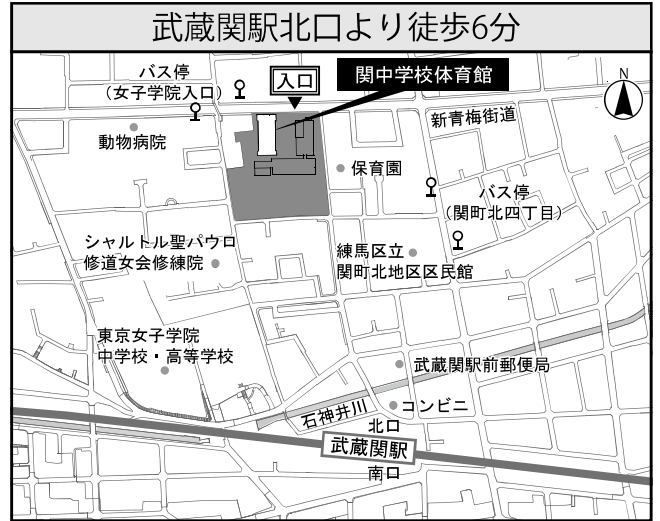 武蔵関駅北口より徒歩6分
バス停
（女子学院入口）
入口
関中学校体育館
N
新青梅街道
動物病院
保育園
バス停
（関町北四丁目）
シャルトル聖パウロ
修道女会修練院
練馬区立
関町北地区区民館
東京女子学院
中学校・高等学校
武蔵関駅前郵便局
石神井川
コンビニ
北口
武蔵関駅
南口